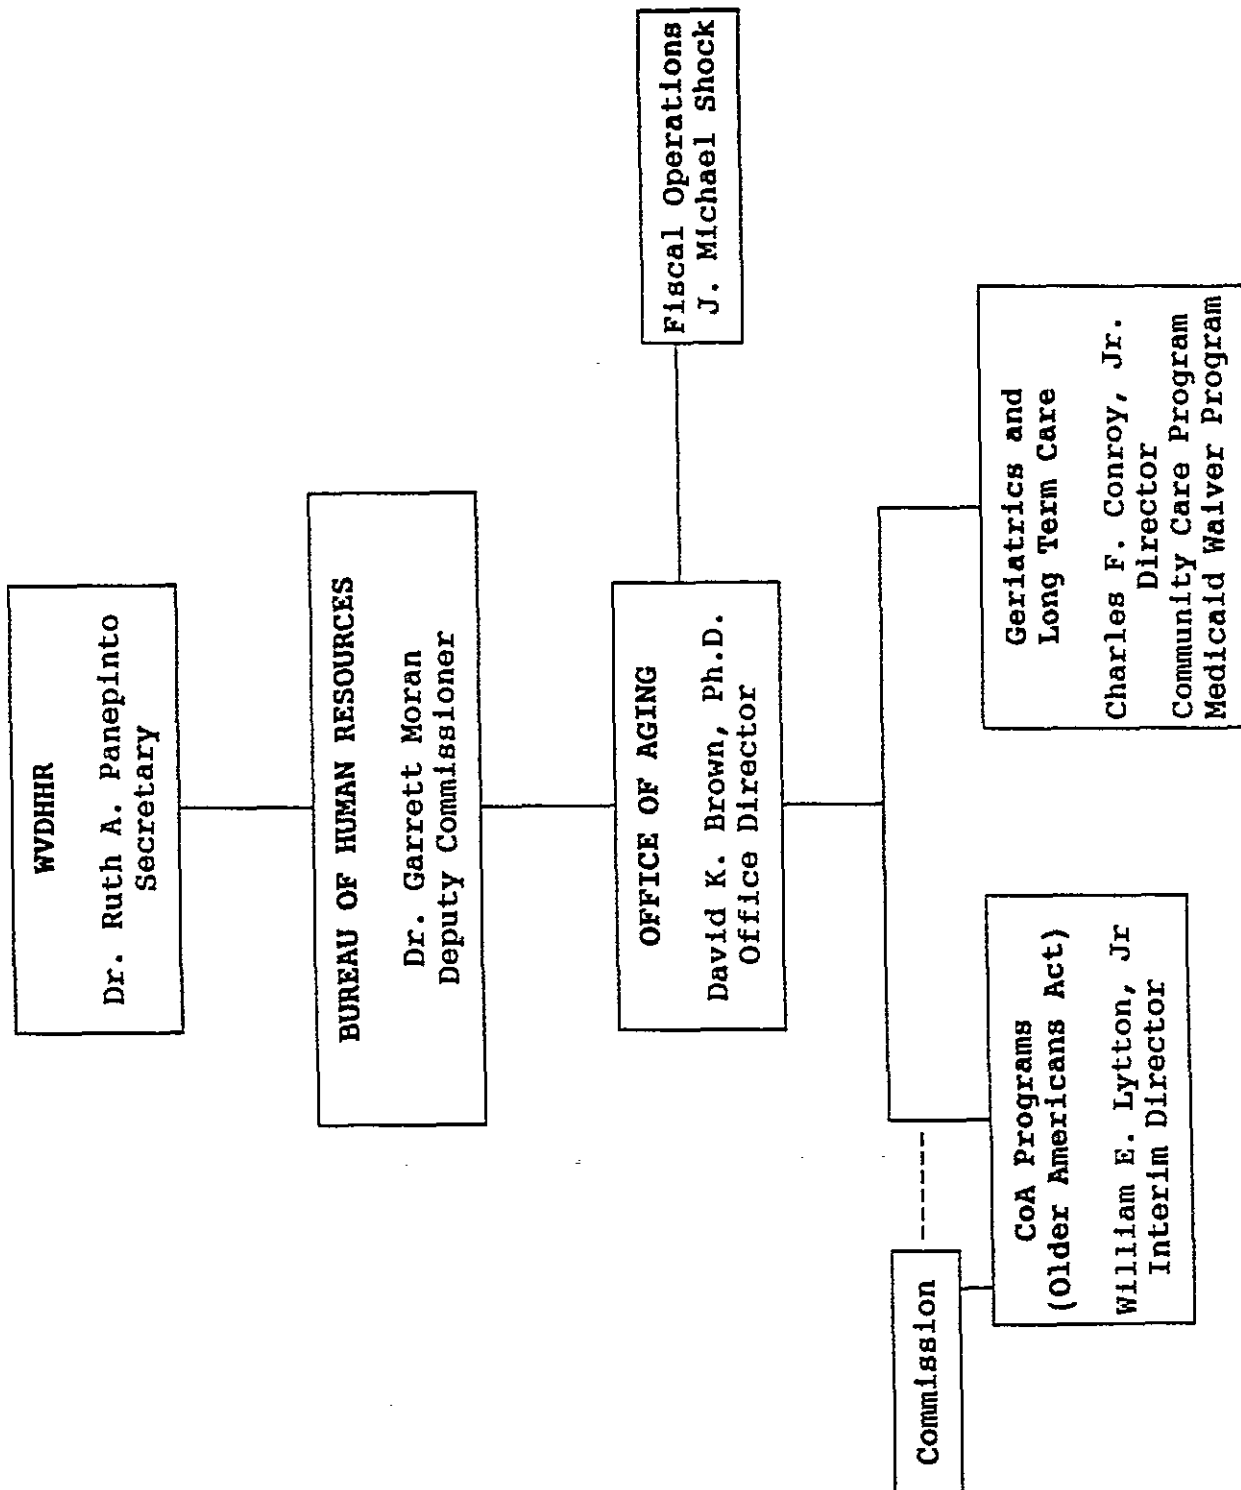 WVDHHR
Dr. Ruth A. Panepinto
Secretary
BUREAU OF HUMAN RESOURCES
Dr. Garrett Moran
Deputy Commissioner
OFFICE OF AGING
David K. Brown, Ph.D.
Office Director
Fiscal Operations
J. Michael Shock
Commission
CoA Programs
(Older Americans Act)
William E. Lytton, Jr
Interim Director
Geriatrics and
Long Term Care
Charles F. Conroy, Jr.
Director
Community Care Program
Medicaid Waiver Program